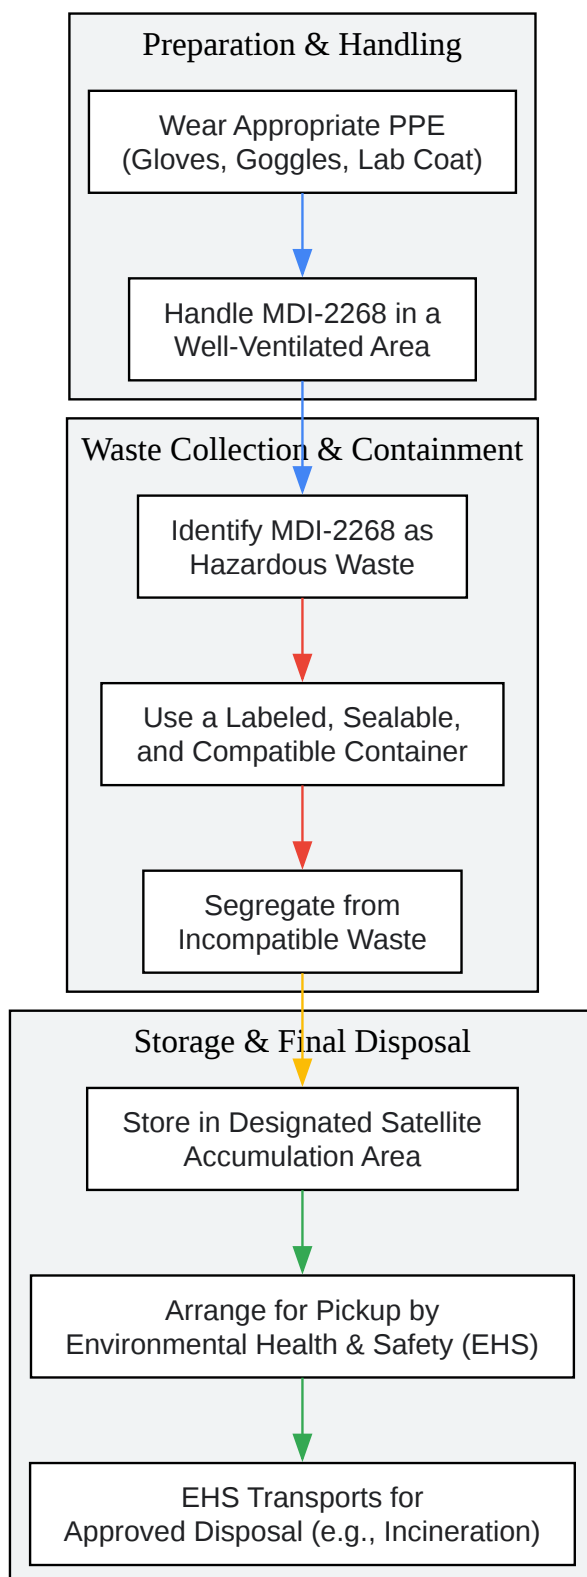 Preparation & Handling
Wear Appropriate PPE
(Gloves, Goggles, Lab Coat)
Handle MDI-2268 in a
Well-Ventilated Area
Waste Collection & Containment
Identify MDI-2268 as
Hazardous Waste
Use a Labeled, Sealable,
and Compatible Container
Segregate from
Incompatible Waste
Storage & Final Disposal
Store in Designated Satellite
Accumulation Area
Arrange for Pickup by
Environmental Health & Safety (EHS)
EHS Transports for
Approved Disposal (e.g., Incineration)